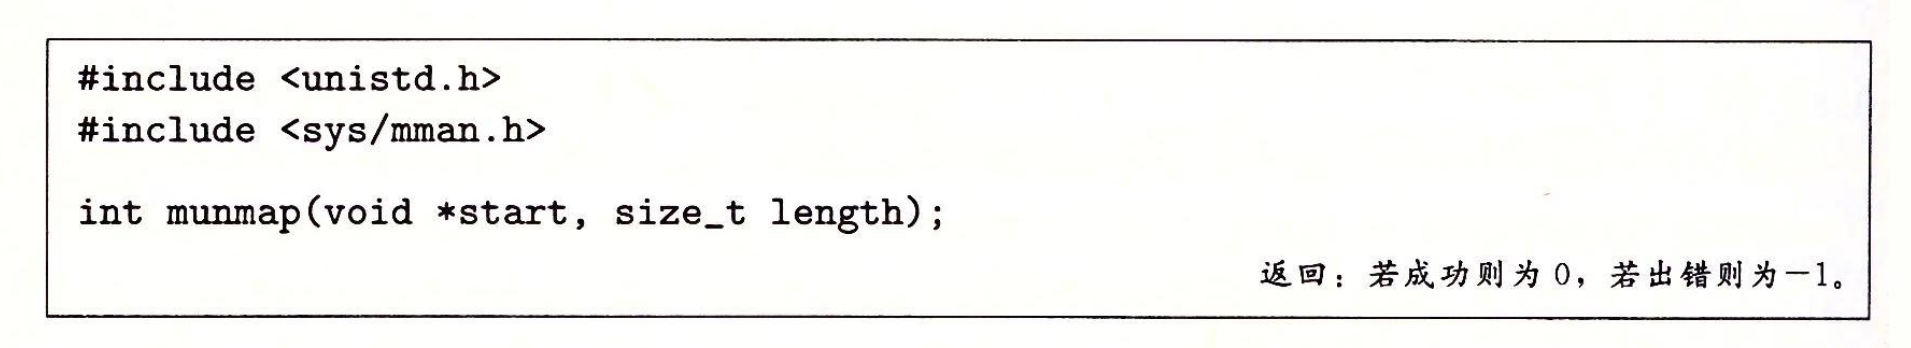 #include <unistd.h>
#include <sys/mman.h>
int munmap(void *start, size_t length);
返回：若成功则为 0，若出错则为－1。